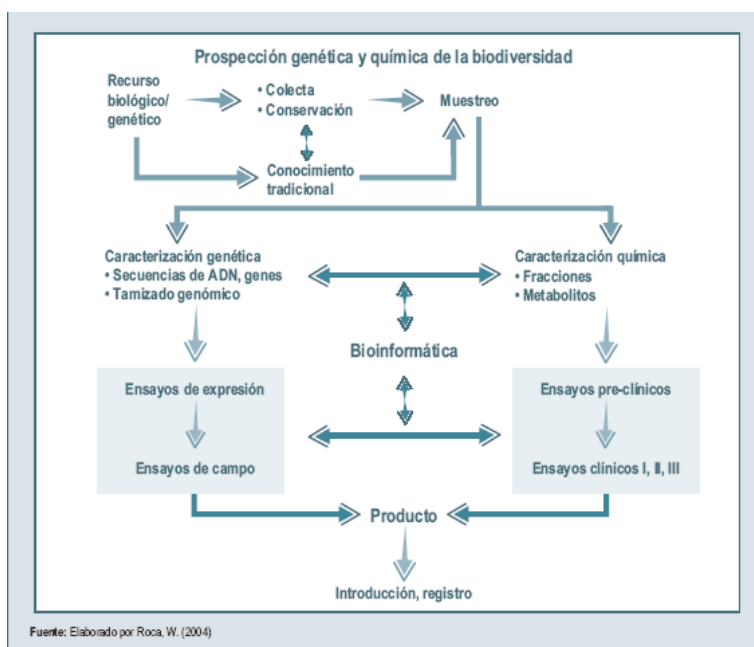 Prospección genética y química de la biodiversidad
Recurso
biológico/
genético
• Colecta
• Conservación
Muestreo
Conocimiento
tradicional
Caracterización genética
• Secuencias de ADN, genes
• Tamizado genómico
Caracterización química
• Fracciones
• Metabolitos
Bioinformática
Ensayos de expresión
Ensayos pre-clínicos
Ensayos de campo
Ensayos clínicos I, II, III
Producto
Introducción, registro
Fuente: Elaborado por Roca, W. (2004)